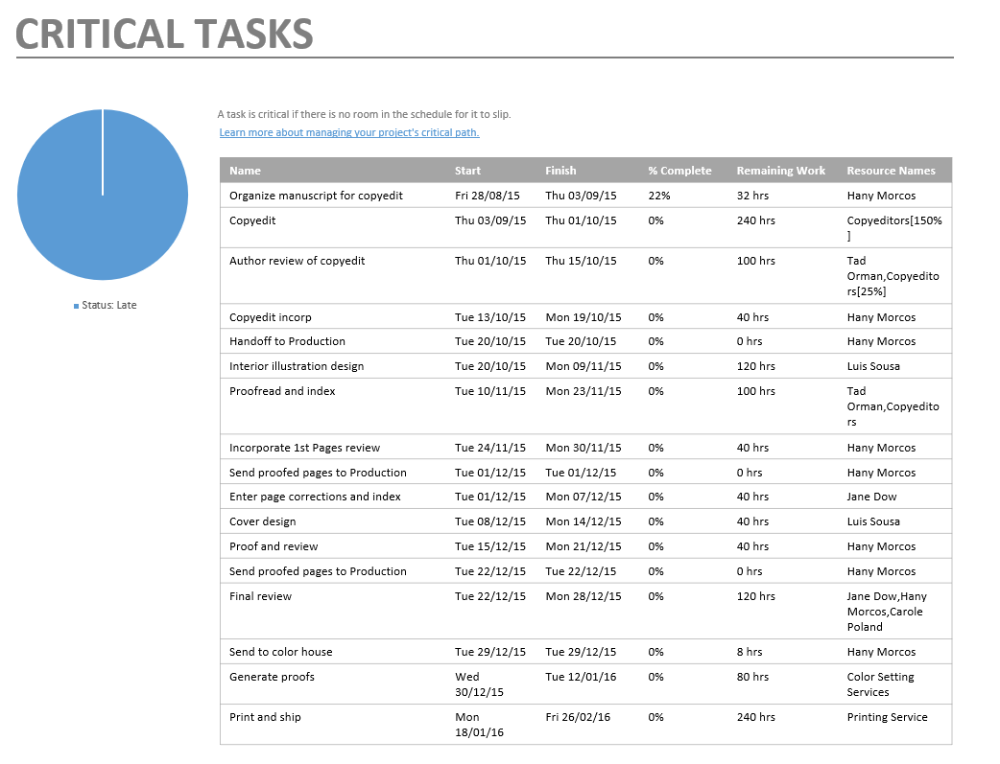 CRITICAL TASKS
A task is critical if there is no room in the schedule for it to slip.
Learn more about managing your project's critical path.
Status: Late
Name Start Finish % Complete Remaining Work Resource Names
Organize manuscript for copyedit Fri 28/08/15 Thu 03/09/15 22% 32 hrs Hany Morcos
Copyedit Thu 03/09/15 Thu 01/10/15 0% 240 hrs Copyeditors[150%
]
Author review of copyedit Thu 01/10/15 Thu 15/10/15 0% 100 hrs Tad
Orman,Copyedito
rs[25%]
Copyedit incorp Tue 13/10/15 Mon 19/10/15 0% 40 hrs Hany Morcos
Handoff to Production Tue 20/10/15 Tue 20/10/15 0% 0 hrs Hany Morcos
Interior illustration design Tue 20/10/15 Mon 09/11/15 0% 120 hrs Luis Sousa
Proofread and index Tue 10/11/15 Mon 23/11/15 0% 100 hrs Tad
Orman,Copyedito
rs
Incorporate 1st Pages review Tue 24/11/15 Mon 30/11/15 0% 40 hrs Hany Morcos
Send proofed pages to Production Tue 01/12/15 Tue 01/12/15 0% 0 hrs Hany Morcos
Enter page corrections and index Tue 01/12/15 Mon 07/12/15 0% 40 hrs Jane Dow
Cover design Tue 08/12/15 Mon 14/12/15 0% 40 hrs Luis Sousa
Proof and review Tue 15/12/15 Mon 21/12/15 0% 40 hrs Hany Morcos
Send proofed pages to Production Tue 22/12/15 Tue 22/12/15 0% 0 hrs Hany Morcos
Final review Tue 22/12/15 Mon 28/12/15 0% 120 hrs Jane Dow,Hany
Morcos,Carole
Poland
Send to color house Tue 29/12/15 Tue 29/12/15 0% 8 hrs Hany Morcos
Generate proofs Wed Tue 12/01/16 0% 80 hrs Color Setting
30/12/15 Services
Print and ship Mon Fri 26/02/16 0% 240 hrs Printing Service
18/01/16